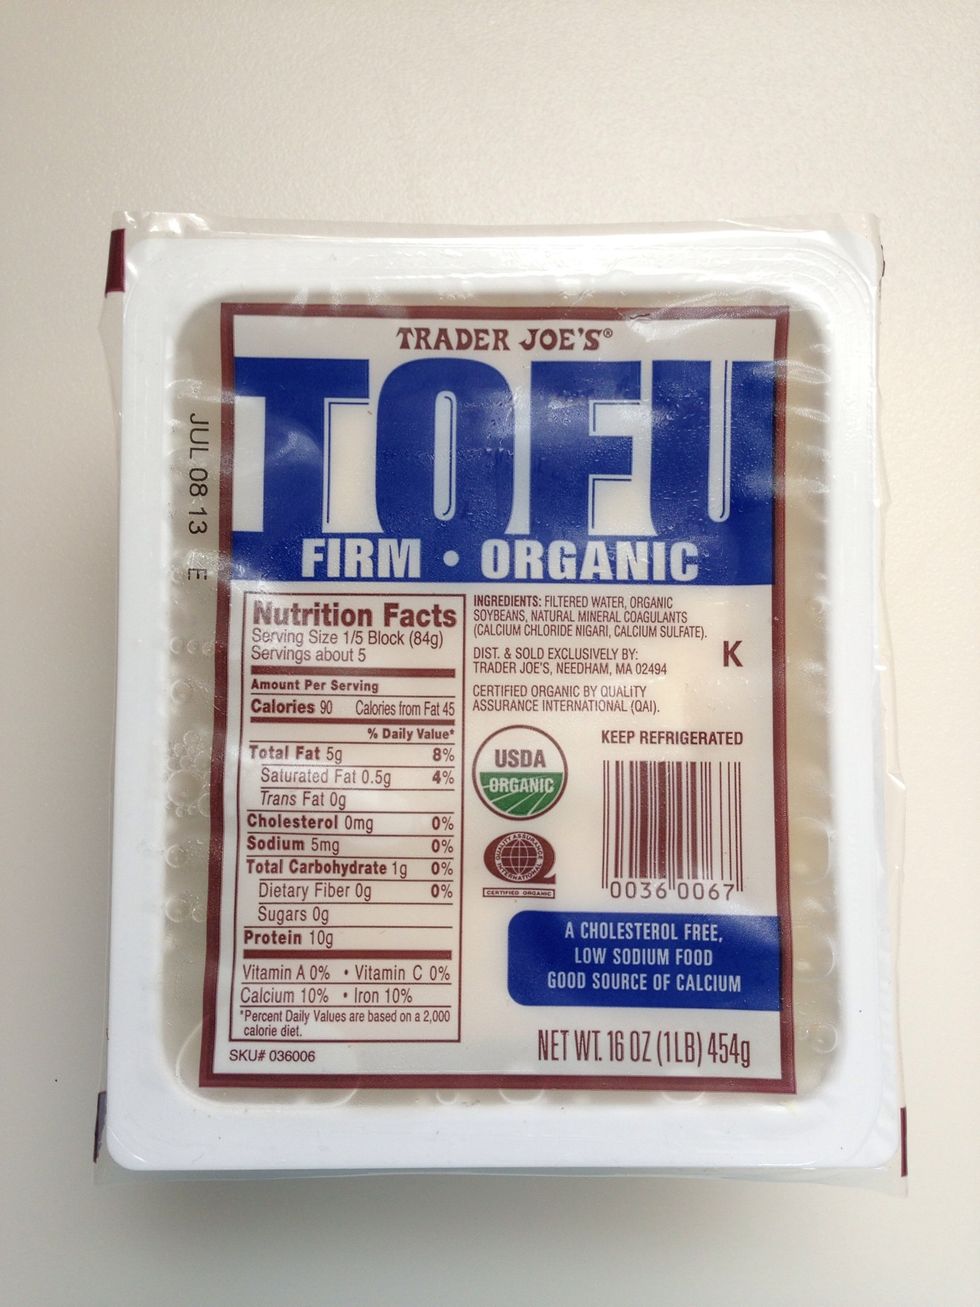 TRADER JOE'S®
TOFU
FIRM • ORGANIC
JUL 08 13 E
Nutrition Facts
Serving Size 1/5 Block (84g)
Servings about 5
Amount Per Serving
Calories 90 Calories from Fat 45
% Daily Value*
Total Fat 5g 8%
Saturated Fat 0.5g 4%
Trans Fat 0g
Cholesterol 0mg 0%
Sodium 5mg 0%
Total Carbohydrate 1g 0%
Dietary Fiber 0g 0%
Sugars 0g
Protein 10g
Vitamin A 0% • Vitamin C 0%
Calcium 10% • Iron 10%
*Percent Daily Values are based on a 2,000
calorie diet.
SKU# 036006
INGREDIENTS: FILTERED WATER, ORGANIC
SOYBEANS, NATURAL MINERAL COAGULANTS
(CALCIUM CHLORIDE NIGARI, CALCIUM SULFATE).
DIST. & SOLD EXCLUSIVELY BY:
TRADER JOE'S, NEEDHAM, MA 02494
K
CERTIFIED ORGANIC BY QUALITY
ASSURANCE INTERNATIONAL (QAI).
USDA
ORGANIC
QUALITY ASSURANCE
INTERNATIONAL
CERTIFIED ORGANIC
KEEP REFRIGERATED
0036 0067
A CHOLESTEROL FREE,
LOW SODIUM FOOD
GOOD SOURCE OF CALCIUM
NET WT. 16 OZ (1LB) 454g